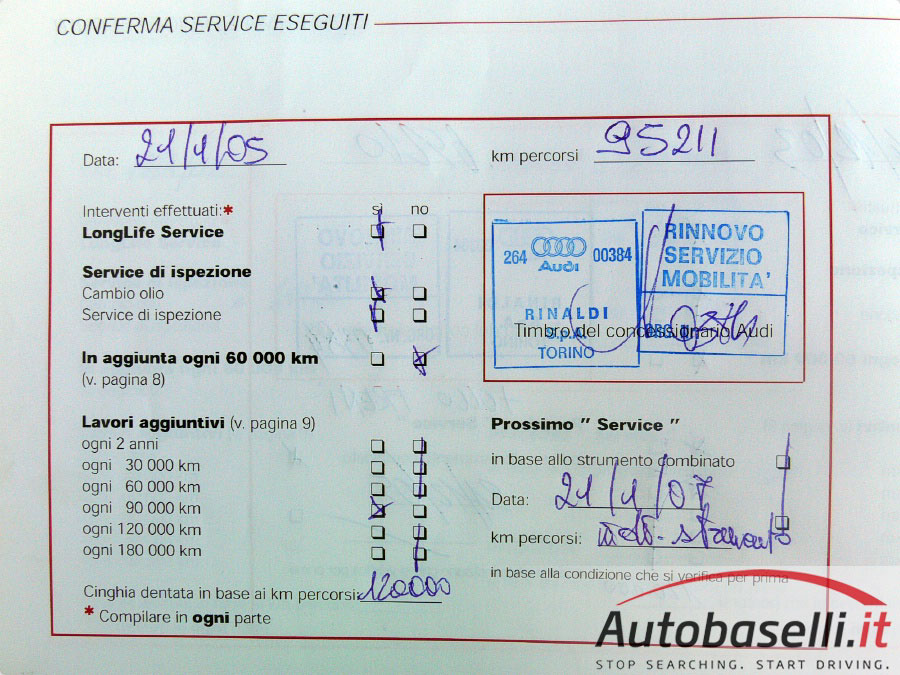 CONFERMA SERVICE ESEGUITI
Data: 21/1/05
km percorsi 95211
Interventi effettuati:* sì no
LongLife Service
Service di ispezione
Cambio olio
Service di ispezione
In aggiunta ogni 60 000 km
(v. pagina 8)
264 Audi 00384
RINALDI
S.p.A.
TORINO
RINNOVO
SERVIZIO
MOBILITA'
Timbro del concessionario Audi
Lavori aggiuntivi (v. pagina 9)
ogni 2 anni
ogni 30 000 km
ogni 60 000 km
ogni 90 000 km
ogni 120 000 km
ogni 180 000 km
Cinghia dentata in base ai km percorsi: 120000
* Compilare in ogni parte
Prossimo " Service "
in base allo strumento combinato
Data: 21/1/07
km percorsi:
in base alla condizione che si verifica per prima
Autobaselli.it
STOP SEARCHING. START DRIVING.